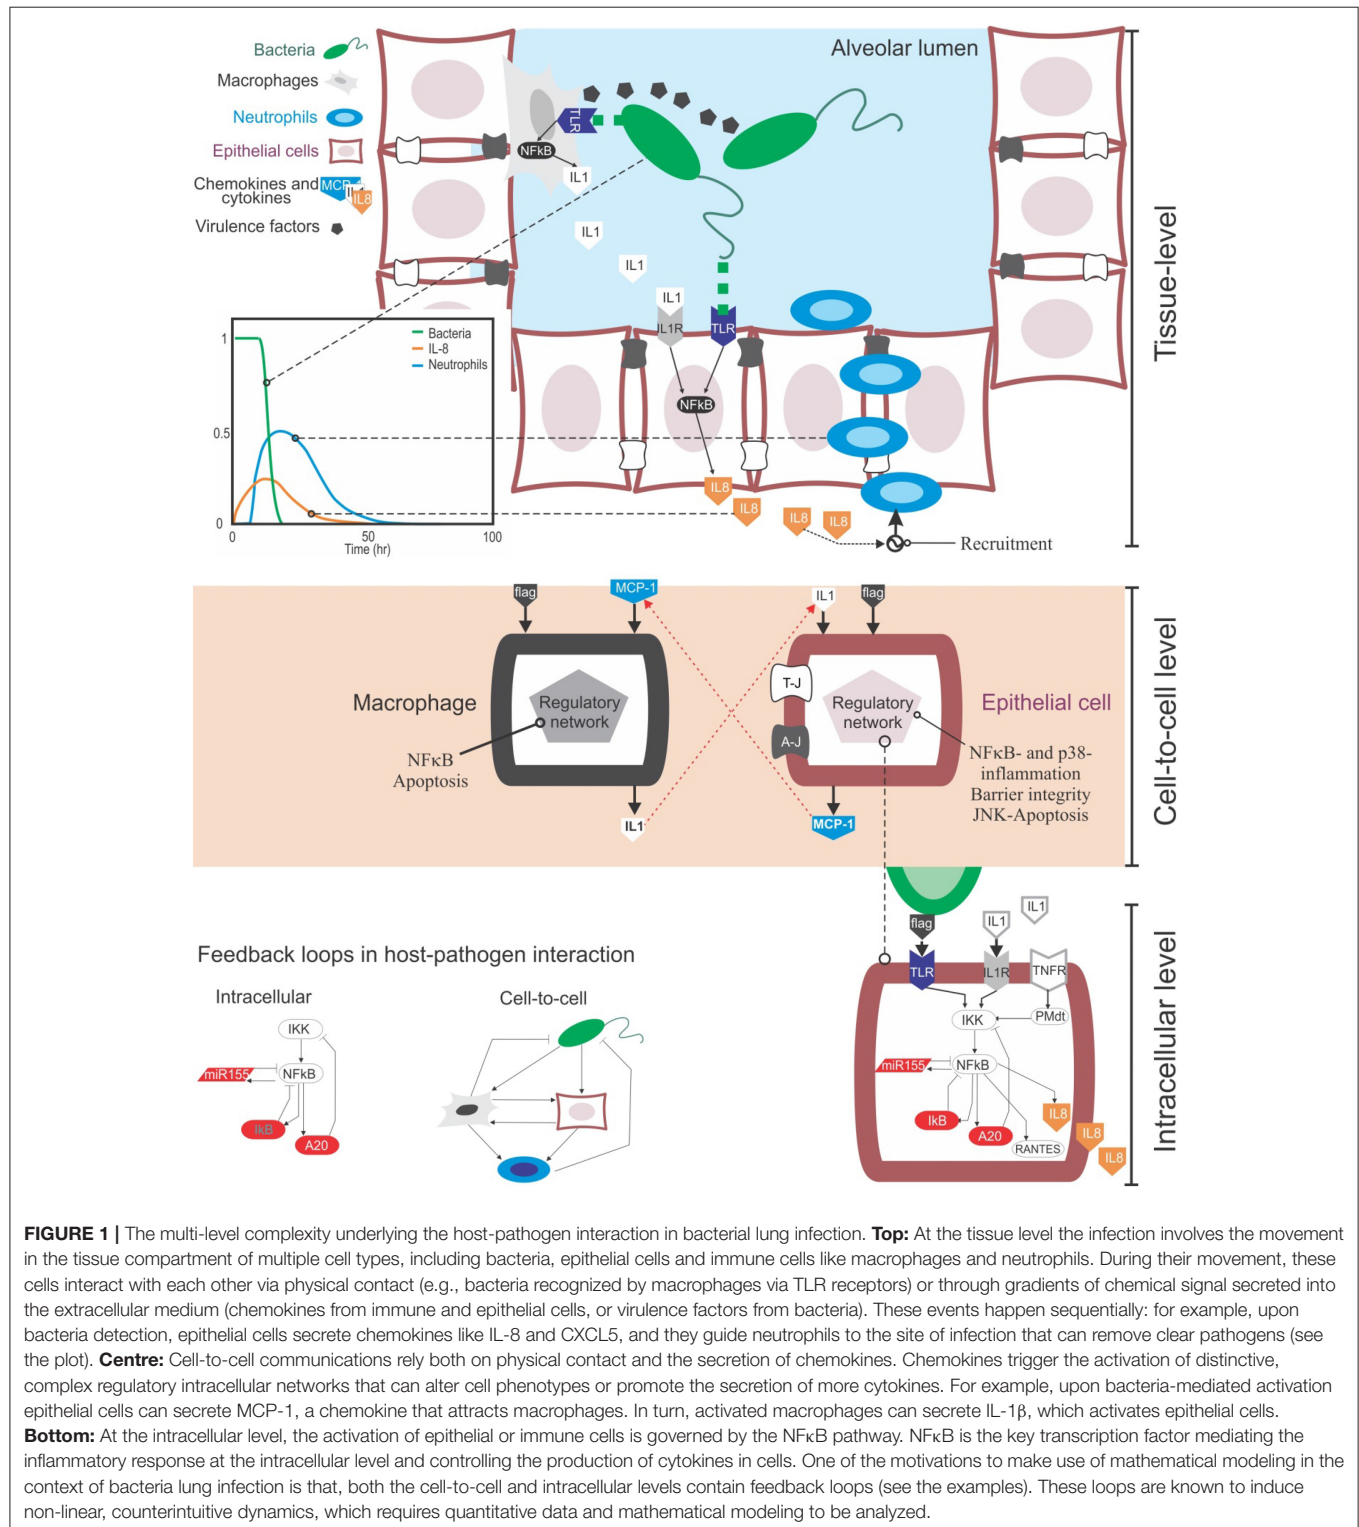 Bacteria
Macrophages
Neutrophils
Epithelial cells
Chemokines and
cytokines
MCP-1
IL1
IL8
Virulence factors
Alveolar lumen
TLR
NFkB
IL1
IL1
IL1
IL1
IL1R
TLR
NFkB
IL8
IL8
IL8
IL8
Recruitment
Tissue-level
1
0.5
0
Bacteria
IL-8
Neutrophils
0
50
100
Time (hr)
flag
MCP-1
IL1
flag
Macrophage
Regulatory
network
NFκB
Apoptosis
IL1
T-J
A-J
Regulatory
network
Epithelial cell
NFκB- and p38-
inflammation
Barrier integrity
JNK-Apoptosis
MCP-1
Cell-to-cell level
Feedback loops in host-pathogen interaction
Intracellular
IKK
miR155
NFkB
IkB
A20
Cell-to-cell
flag
IL1
IL1
TLR
IL1R
TNFR
IKK
PMdt
miR155
NFkB
IkB
A20
RANTES
IL8
IL8
IL8
Intracellular level
FIGURE 1 | The multi-level complexity underlying the host-pathogen interaction in bacterial lung infection. Top: At the tissue level the infection involves the movement
in the tissue compartment of multiple cell types, including bacteria, epithelial cells and immune cells like macrophages and neutrophils. During their movement, these
cells interact with each other via physical contact (e.g., bacteria recognized by macrophages via TLR receptors) or through gradients of chemical signal secreted into
the extracellular medium (chemokines from immune and epithelial cells, or virulence factors from bacteria). These events happen sequentially: for example, upon
bacteria detection, epithelial cells secrete chemokines like IL-8 and CXCL5, and they guide neutrophils to the site of infection that can remove clear pathogens (see
the plot). Centre: Cell-to-cell communications rely both on physical contact and the secretion of chemokines. Chemokines trigger the activation of distinctive,
complex regulatory intracellular networks that can alter cell phenotypes or promote the secretion of more cytokines. For example, upon bacteria-mediated activation
epithelial cells can secrete MCP-1, a chemokine that attracts macrophages. In turn, activated macrophages can secrete IL-1β, which activates epithelial cells.
Bottom: At the intracellular level, the activation of epithelial or immune cells is governed by the NFκB pathway. NFκB is the key transcription factor mediating the
inflammatory response at the intracellular level and controlling the production of cytokines in cells. One of the motivations to make use of mathematical modeling in the
context of bacteria lung infection is that, both the cell-to-cell and intracellular levels contain feedback loops (see the examples). These loops are known to induce
non-linear, counterintuitive dynamics, which requires quantitative data and mathematical modeling to be analyzed.